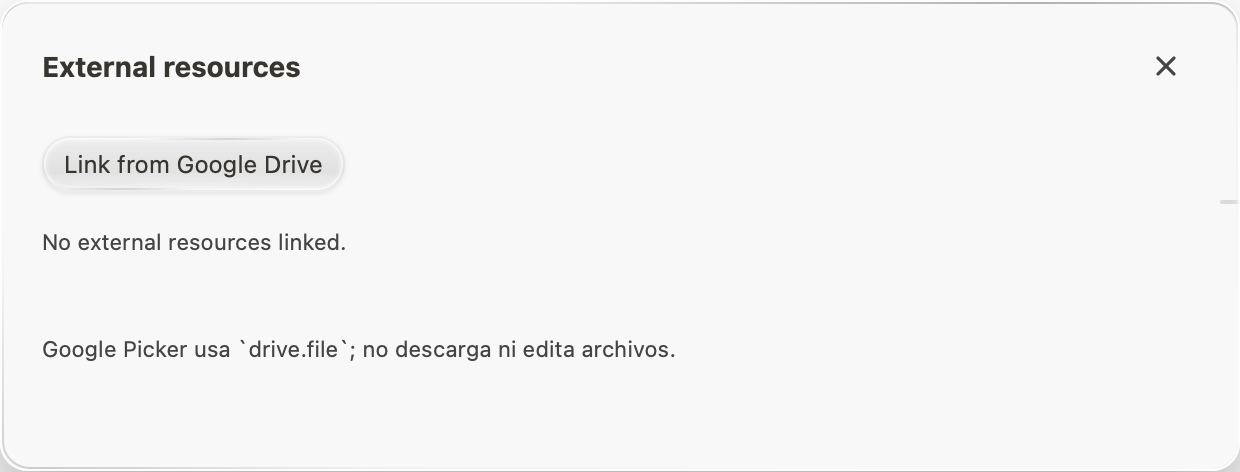 External resources
Link from Google Drive
No external resources linked.
Google Picker usa `drive.file`; no descarga ni edita archivos.